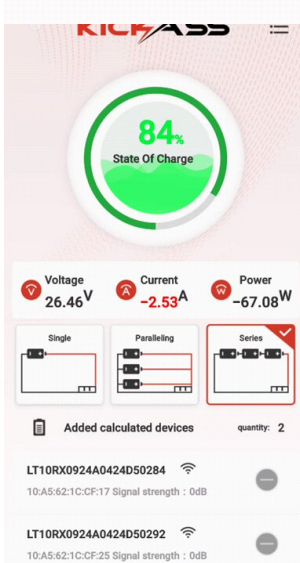 KICKASS
84%
State Of Charge
Voltage
26.46V
Current
-2.53A
Power
-67.08W
Single
Paralleling
Series
Added calculated devices
quantity: 2
LT10RX0924A0424D50284
10:A5:62:1C:CF:17 Signal strength : 0dB
LT10RX0924A0424D50292
10:A5:62:1C:CF:25 Signal strength : 0dB